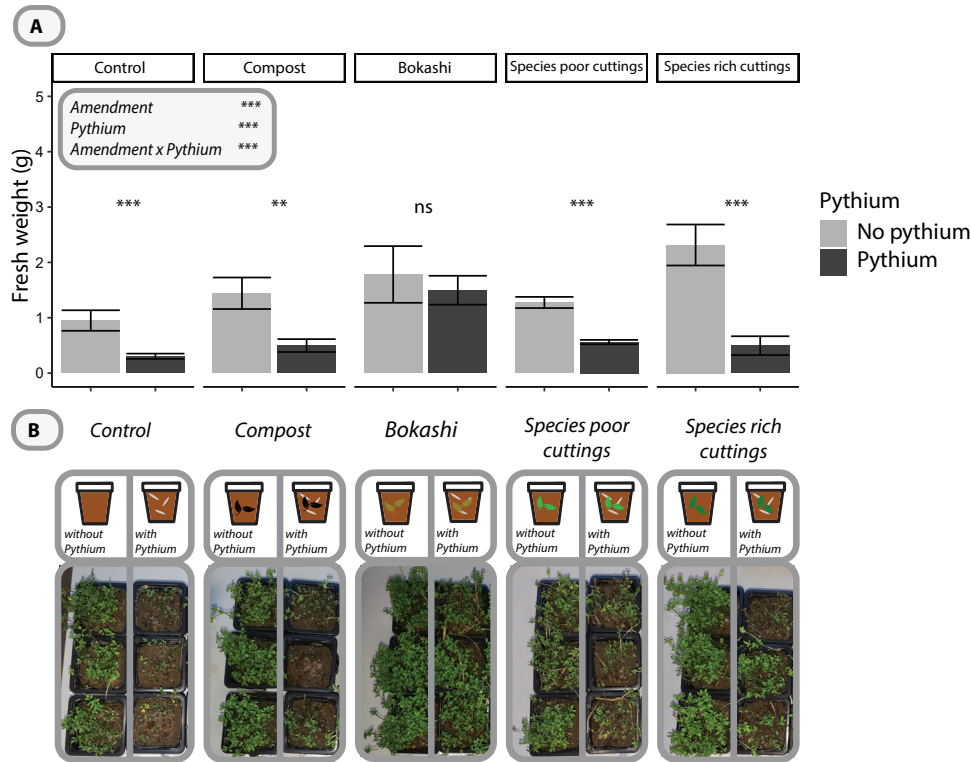 A
Control
Compost
Bokashi
Species poor cuttings
Species rich cuttings
Fresh weight (g)
5
4
3
2
1
0
Amendment ***
Pythium ***
Amendment x Pythium ***
***
**
ns
***
***
Pythium
No pythium
Pythium
B
Control
Compost
Bokashi
Species poor
cuttings
Species rich
cuttings
without
Pythium
with
Pythium
without
Pythium
with
Pythium
without
Pythium
with
Pythium
without
Pythium
with
Pythium
without
Pythium
with
Pythium